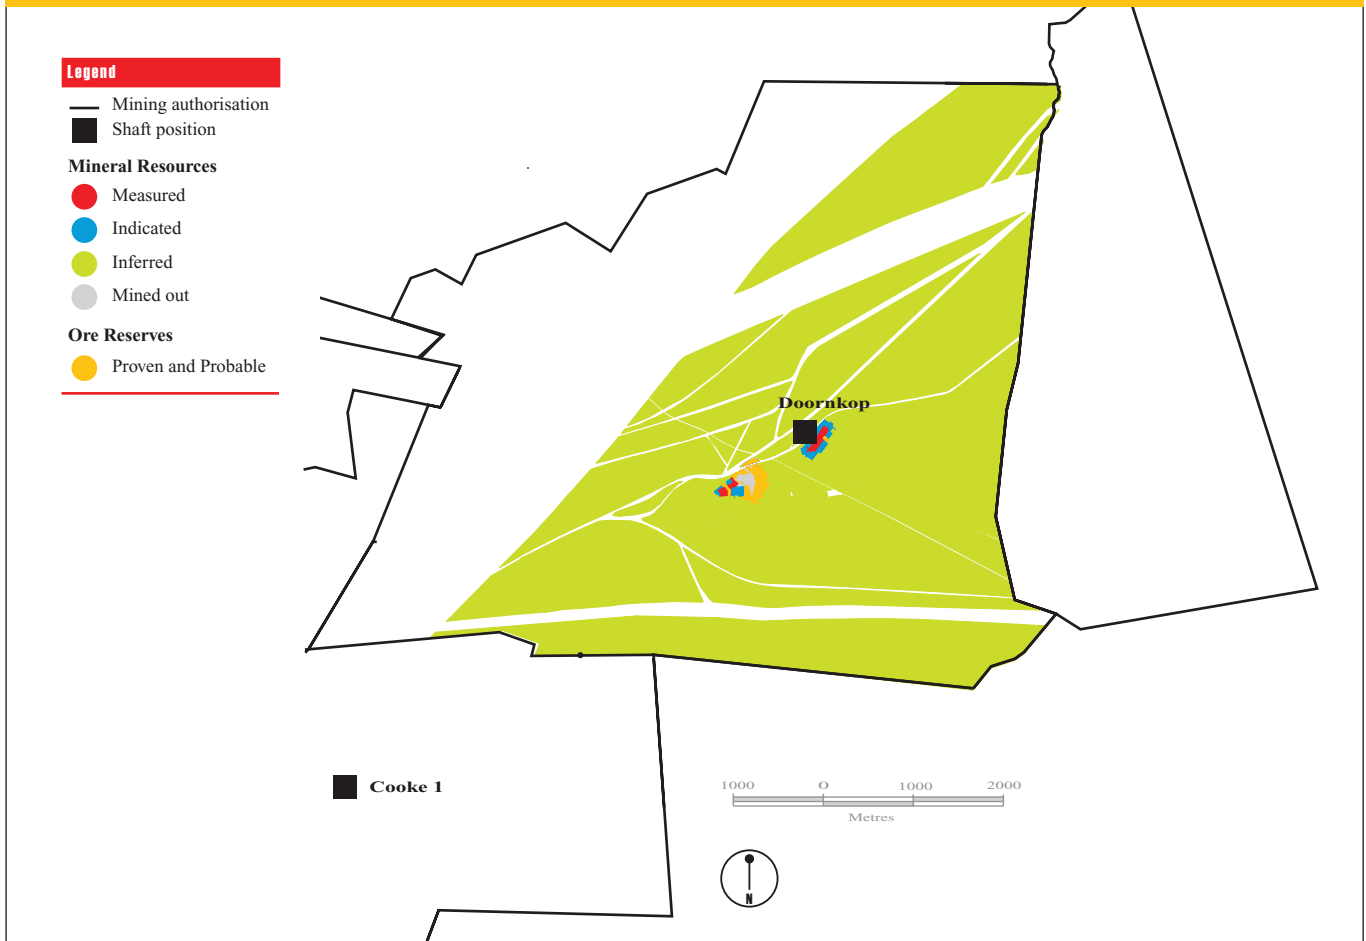 Legend
Mining authorisation
Shaft position
Mineral Resources
Measured
Indicated
Inferred
Mined out
Ore Reserves
Proven and Probable
Doornkop
Cooke 1
1000 0 1000 2000
Metres
N